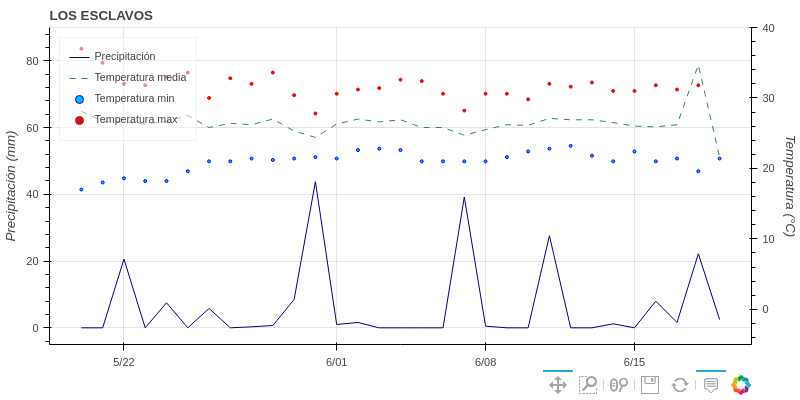 LOS ESCLAVOS
Precipitación
Temperatura media
Temperatura min
Temperatura max
Precipitación (mm)
80
60
40
20
0
Temperatura (°C)
40
30
20
10
0
5/22
6/01
6/08
6/15